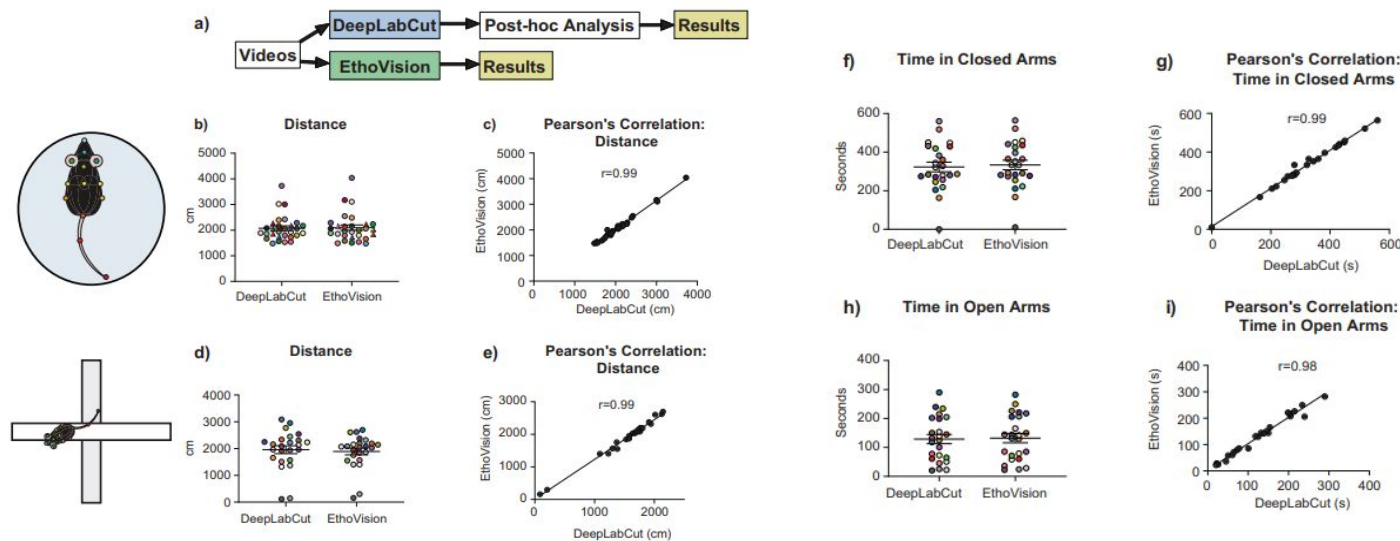 a)
DeepLabCut
Post-hoc Analysis
Results
Videos
EthoVision
Results
b)
Distance
5000
4000
3000
2000
1000
0
cm
DeepLabCut
EthoVision
c)
Pearson's Correlation:
Distance
r=0.99
5000
4000
3000
2000
1000
0
EthoVision (cm)
0
1000
2000
3000
4000
DeepLabCut (cm)
d)
Distance
4000
3000
2000
1000
0
cm
DeepLabCut
EthoVision
e)
Pearson's Correlation:
Distance
r=0.99
3000
2000
1000
0
EthoVision (cm)
0
1000
2000
DeepLabCut (cm)
f)
Time in Closed Arms
600
400
200
0
Seconds
DeepLabCut
EthoVision
g)
Pearson's Correlation:
Time in Closed Arms
r=0.99
600
400
200
0
EthoVision (s)
0
200
400
600
DeepLabCut (s)
h)
Time in Open Arms
400
300
200
100
0
Seconds
DeepLabCut
EthoVision
i)
Pearson's Correlation:
Time in Open Arms
r=0.98
400
300
200
100
0
EthoVision (s)
0
100
200
300
400
DeepLabCut (s)